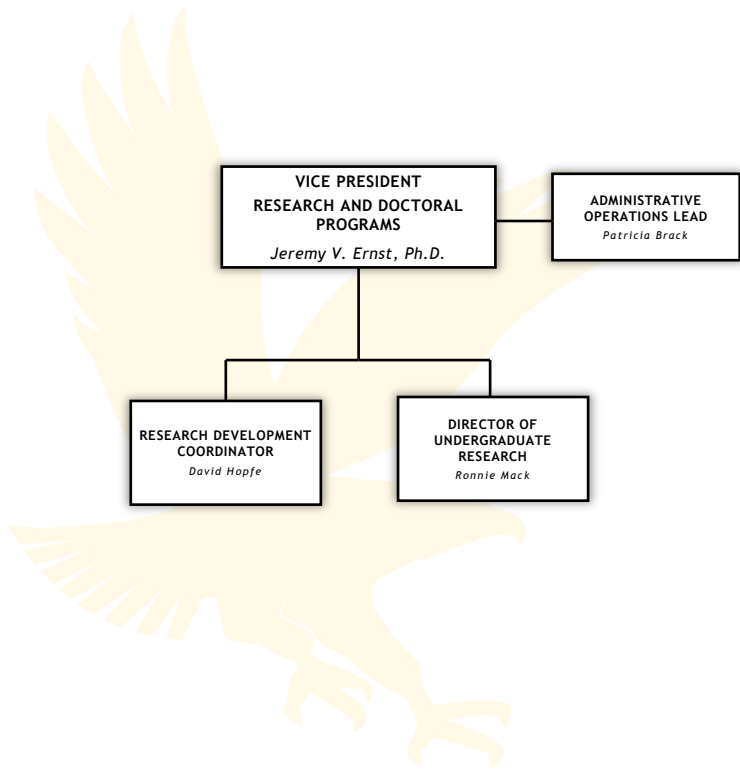 VICE PRESIDENT
RESEARCH AND DOCTORAL
PROGRAMS
Jeremy V. Ernst, Ph.D.
ADMINISTRATIVE
OPERATIONS LEAD
Patricia Brack
RESEARCH DEVELOPMENT
COORDINATOR
David Hopfe
DIRECTOR OF
UNDERGRADUATE
RESEARCH
Ronnie Mack